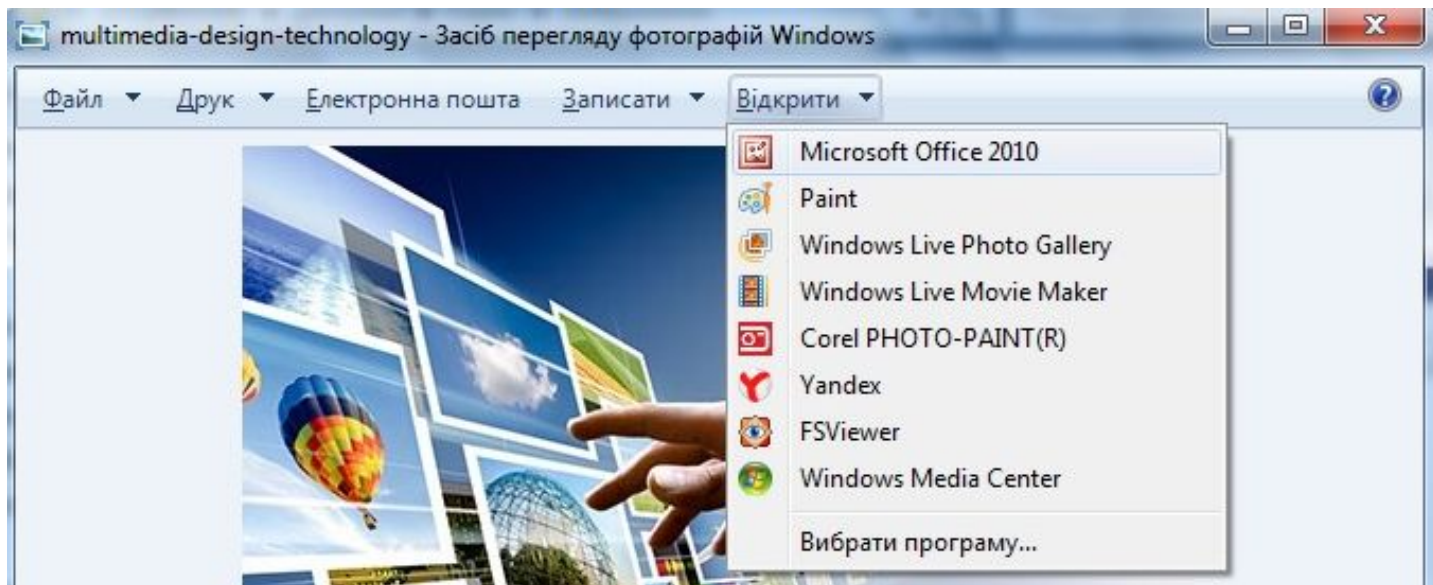 multimedia-design-technology - Засіб перегляду фотографій Windows
Файл Друк Електронна пошта Записати Відкрити
Microsoft Office 2010
Paint
Windows Live Photo Gallery
Windows Live Movie Maker
Corel PHOTO-PAINT(R)
Yandex
FSViewer
Windows Media Center
Вибрати програму...